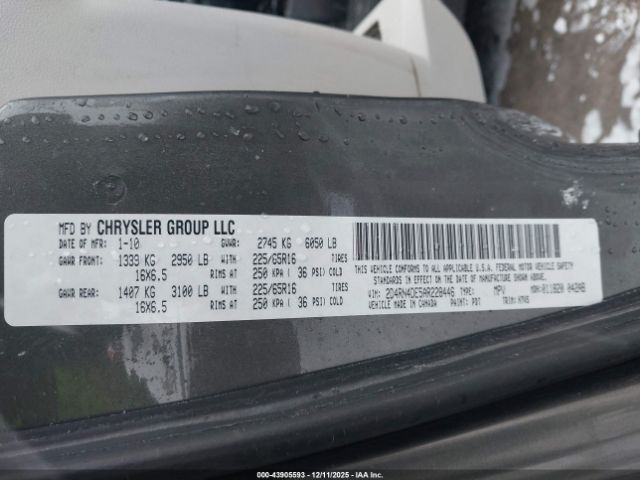 MFD BY CHRYSLER GROUP LLC
DATE OF MFR: 1-10 GVWR: 2745 KG 6050 LB
GAWR FRONT: 1333 KG 2950 LB WITH 225/65R16 TIRES
16X6.5 RIMS AT 250 KPA ( 36 PSI) COLD
GAWR REAR: 1407 KG 3100 LB WITH 225/65R16 TIRES
16X6.5 RIMS AT 250 KPA ( 36 PSI) COLD
THIS VEHICLE CONFORMS TO ALL APPLICABLE U.S.A. FEDERAL MOTOR VEHICLE SAFETY
STANDARDS IN EFFECT ON THE DATE OF MANUFACTURE SHOWN ABOVE.
VIN: 2D4RN4DE5AR228446 TYPE: MPV MDH:
VEHICLE MADE IN CANADA PAINT: PDT TRIM:
000-43905593 - 12/11/2025 - IAA Inc.